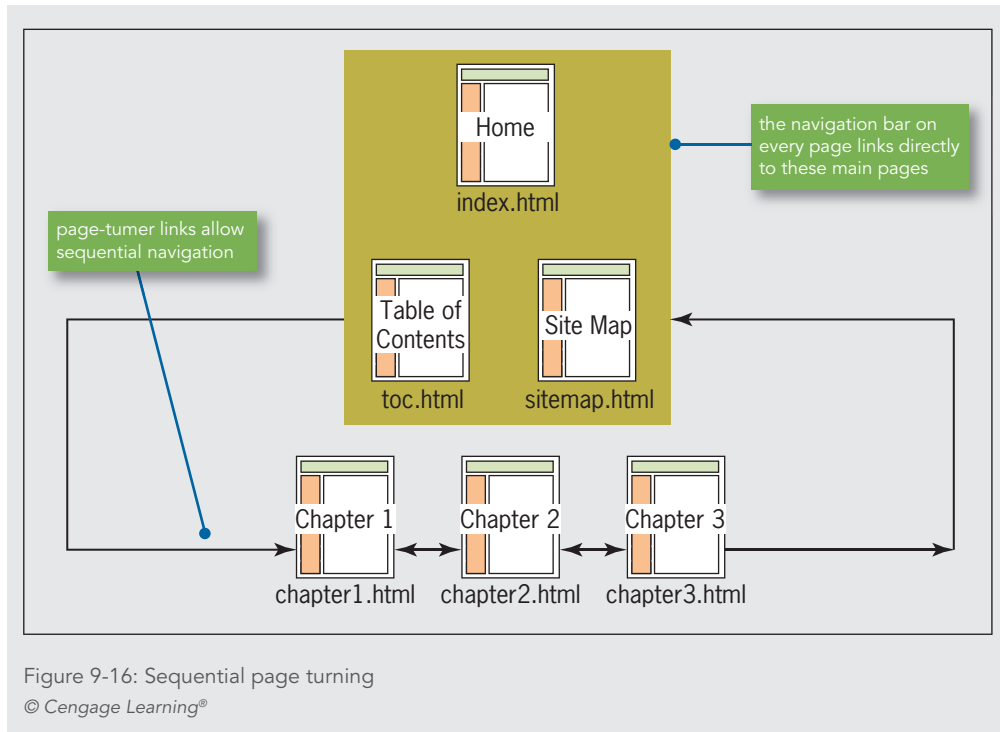 Home
index.html
the navigation bar on
every page links directly
to these main pages
page-tumer links allow
sequential navigation
Table of
Contents
toc.html
Site Map
sitemap.html
Chapter 1
chapter1.html
Chapter 2
chapter2.html
Chapter 3
chapter3.html
Figure 9-16: Sequential page turning
© Cengage Learning®